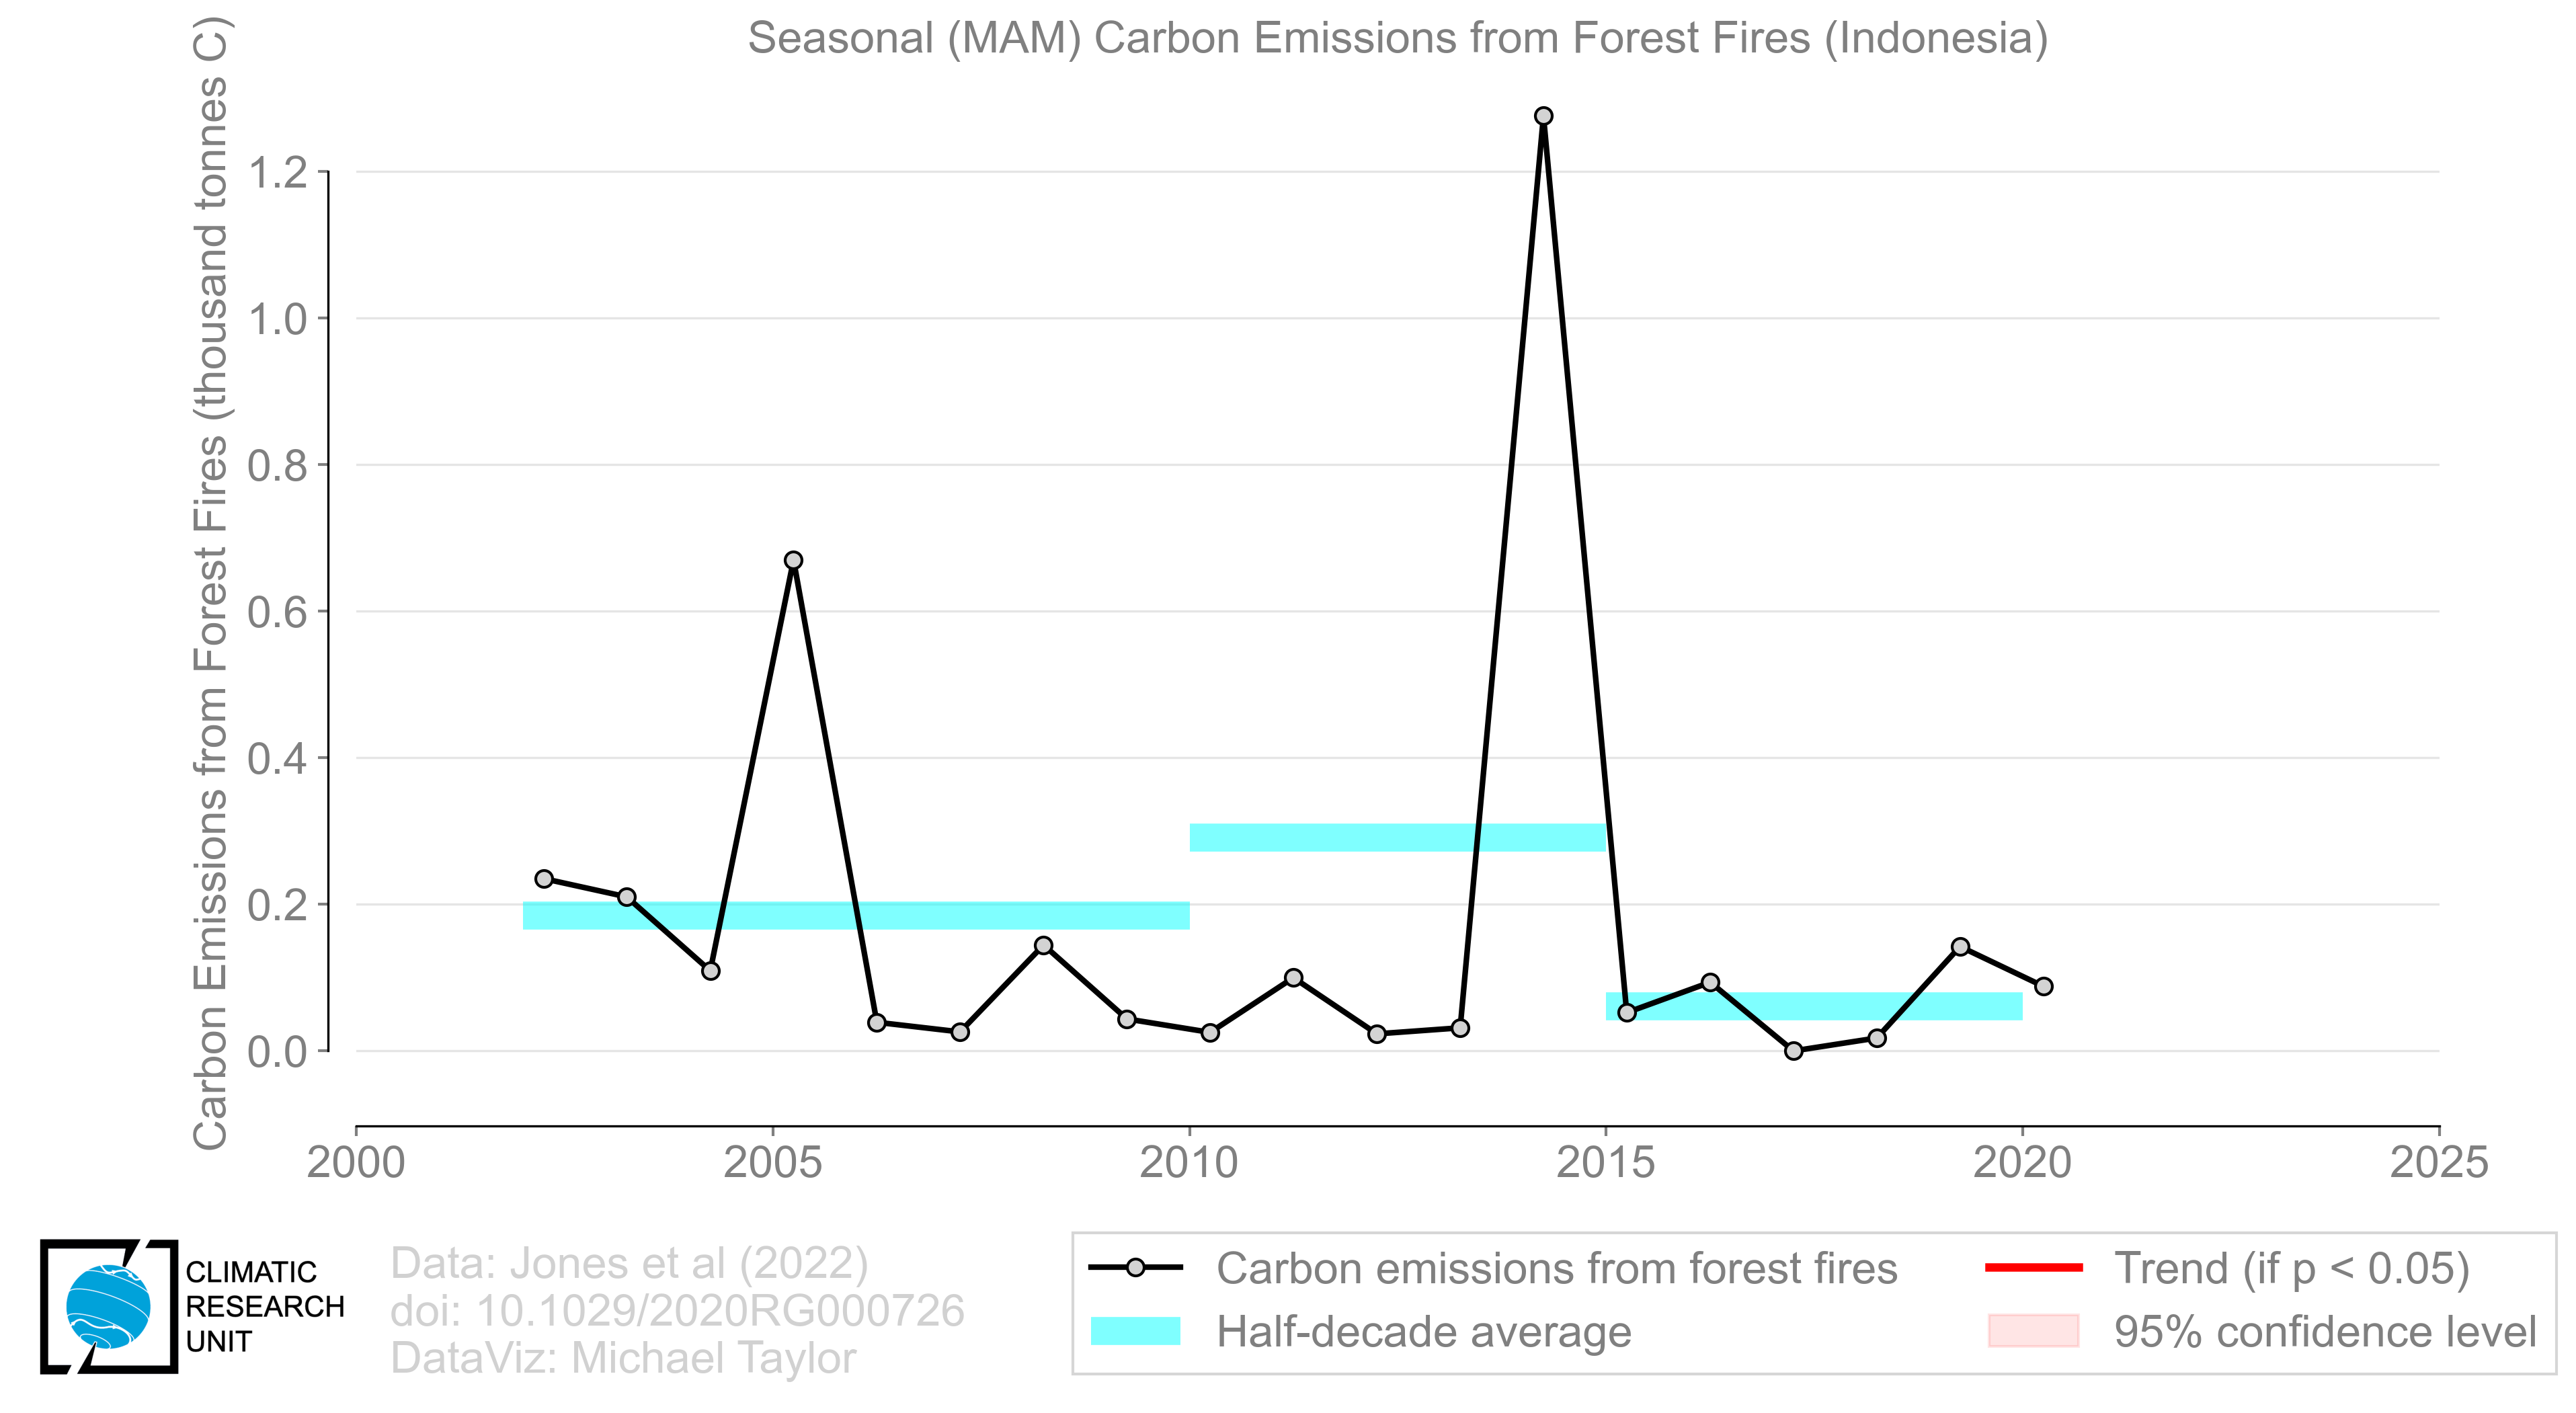 Seasonal (MAM) Carbon Emissions from Forest Fires (Indonesia)
Carbon Emissions from Forest Fires (thousand tonnes C)
1.2
1.0
0.8
0.6
0.4
0.2
0.0
2000 2005 2010 2015 2020 2025
CLIMATIC
RESEARCH
UNIT
Data: Jones et al (2022)
doi: 10.1029/2020RG000726
DataViz: Michael Taylor
Carbon emissions from forest fires
Half-decade average
Trend (if p < 0.05)
95% confidence level